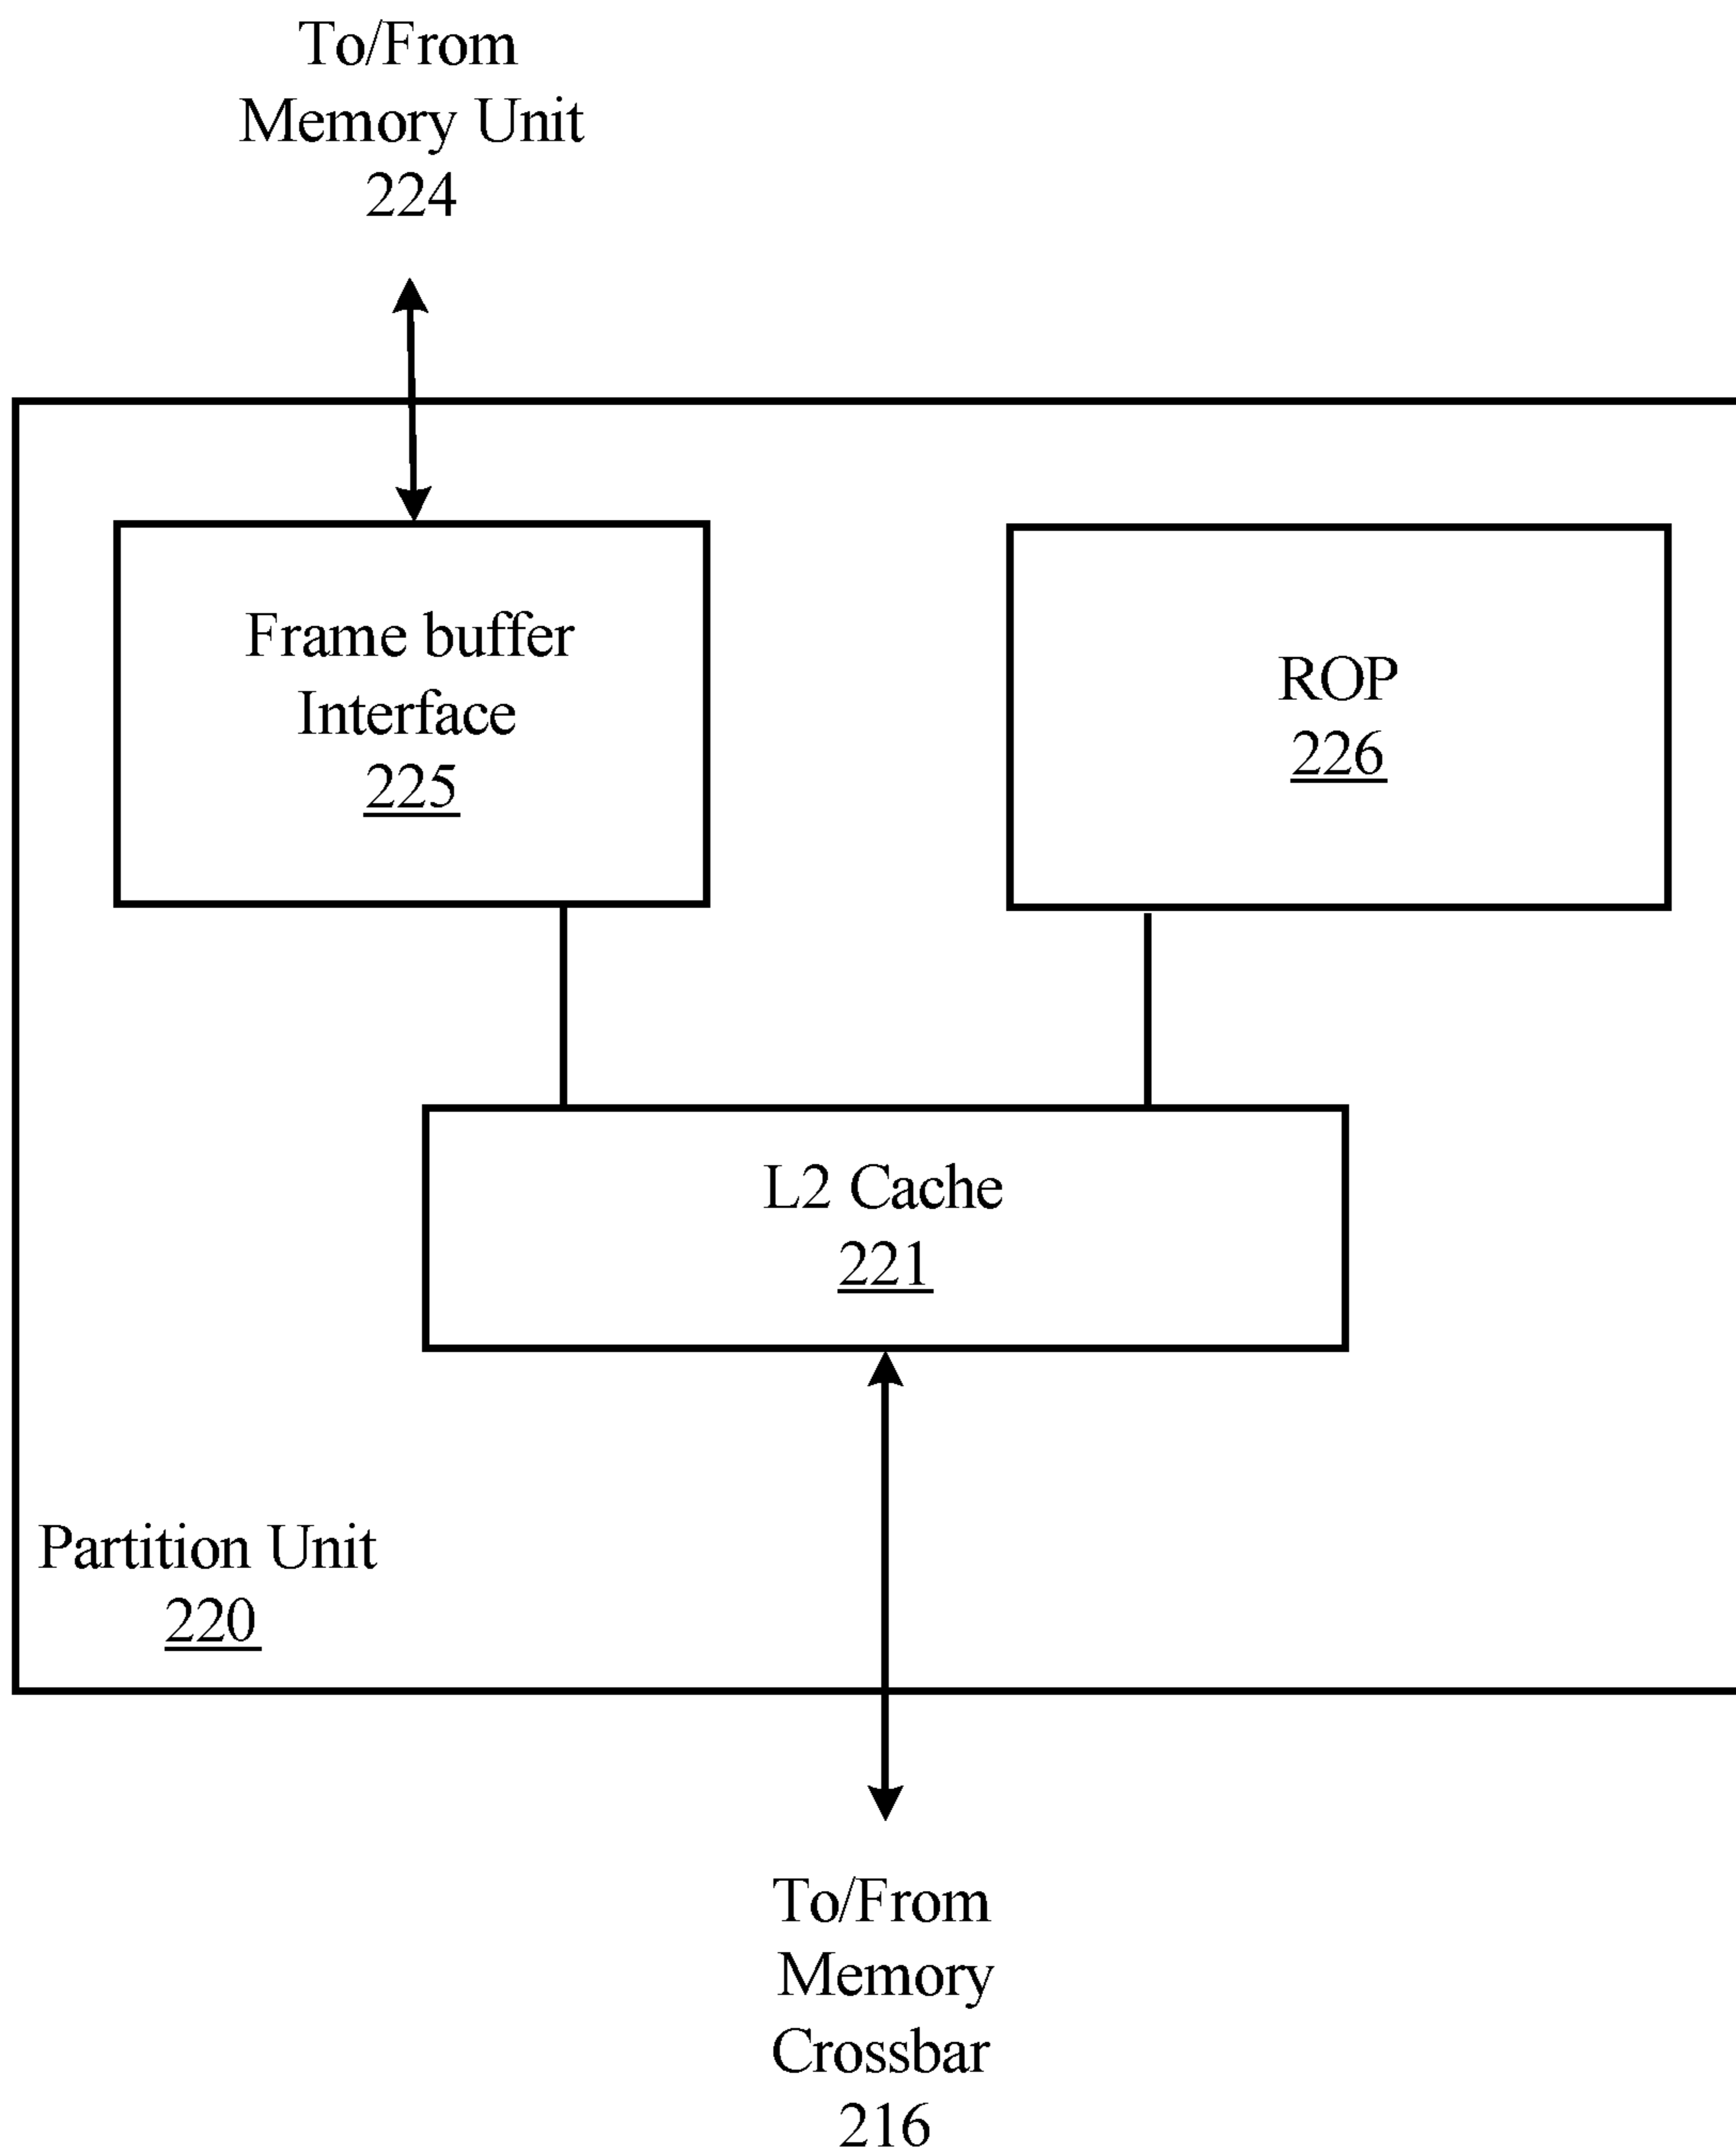 To/From
Memory Unit
224
Frame buffer
Interface
225
ROP
226
L2 Cache
221
Partition Unit
220
To/From
Memory
Crossbar
216